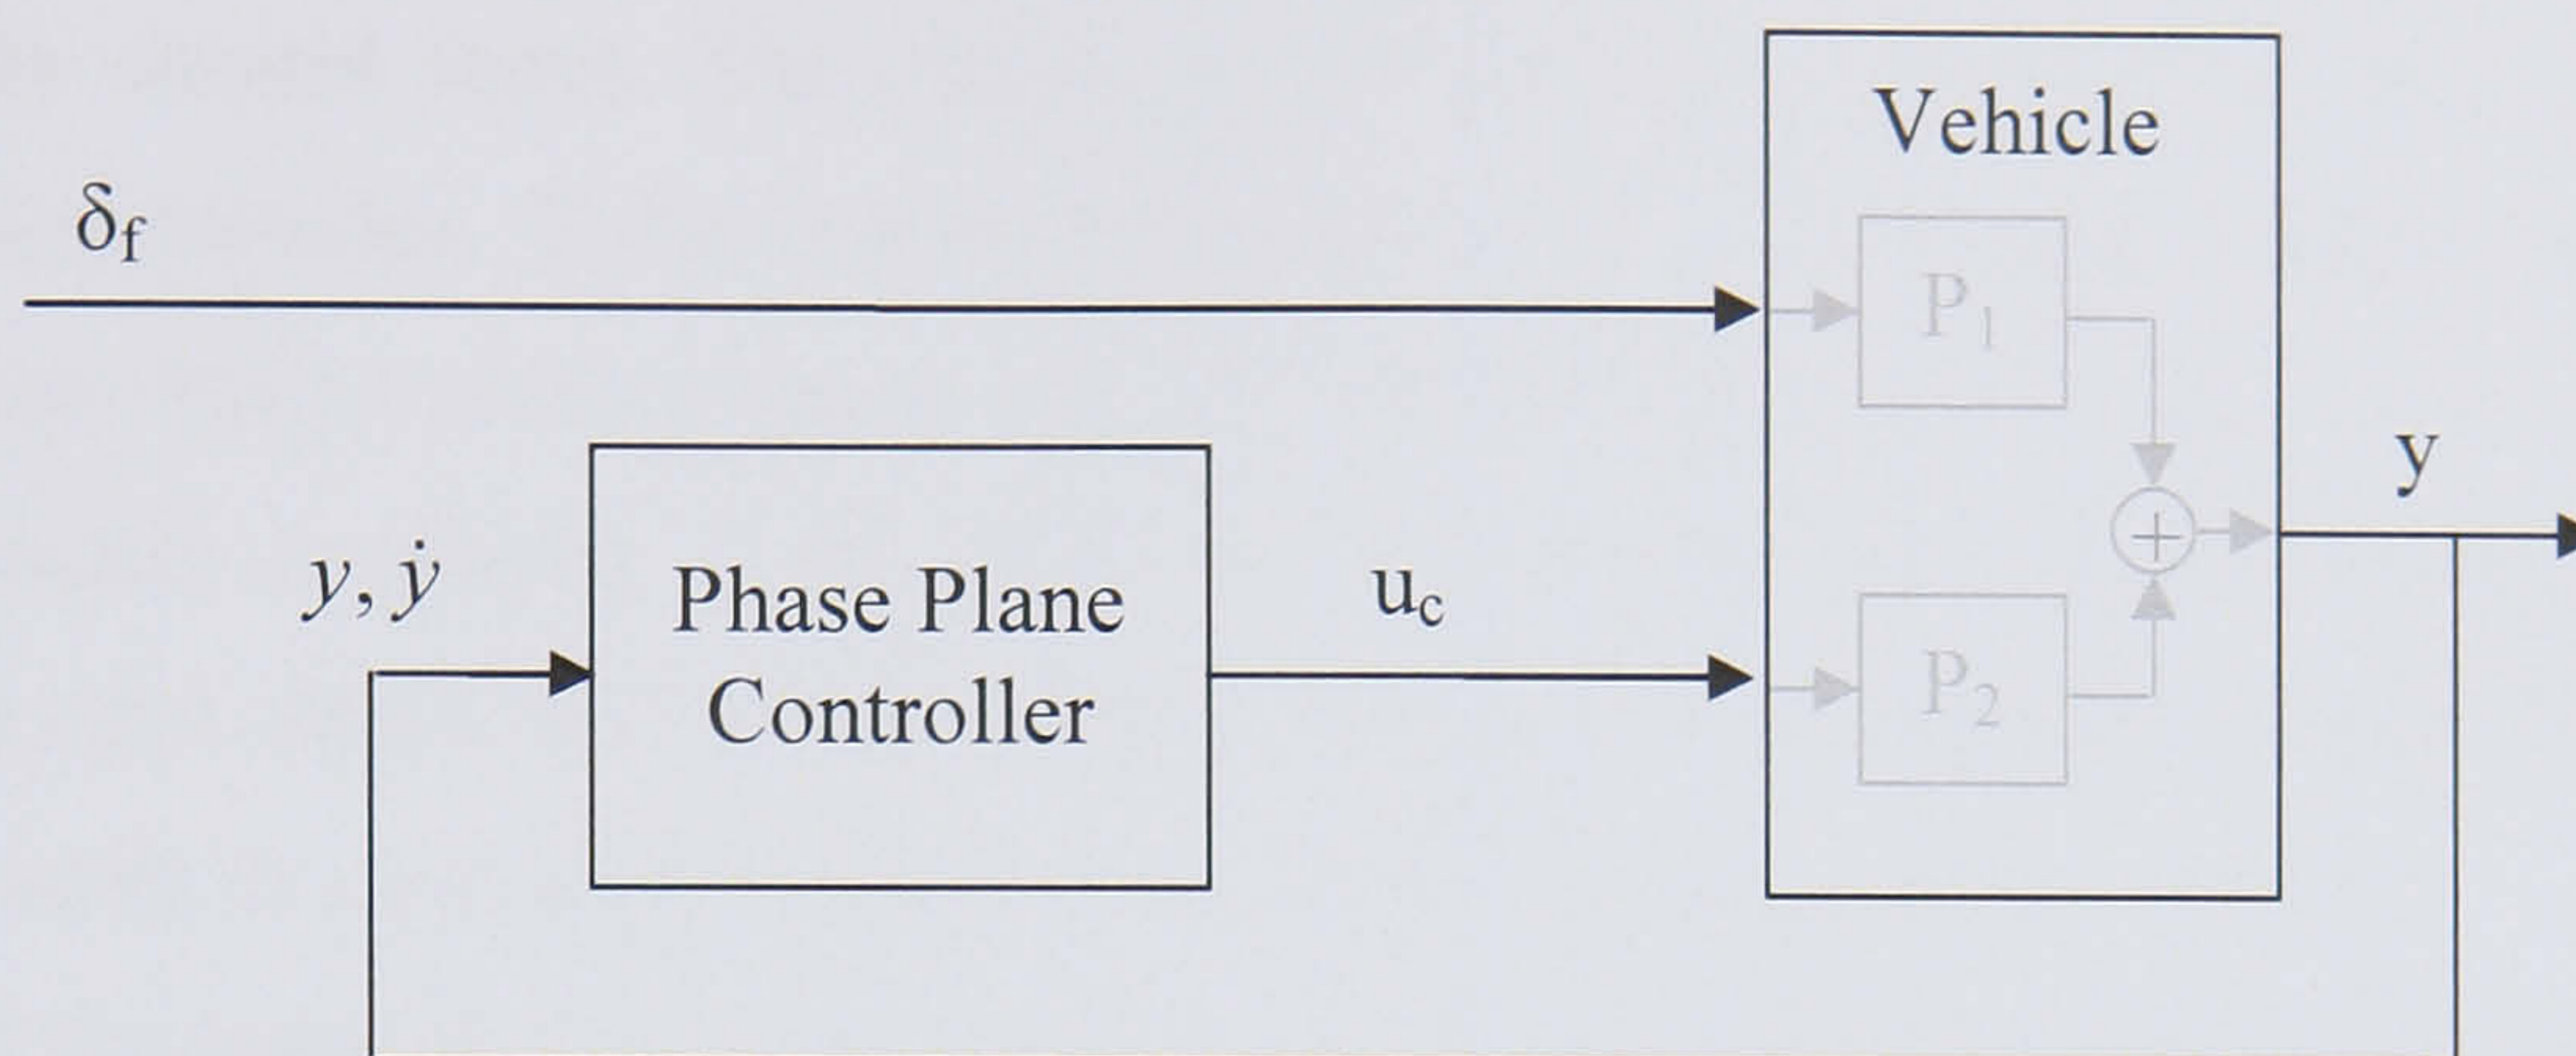 Vehicle
δf
P1
y
y, ẏ
Phase Plane
Controller
uc
+
P2